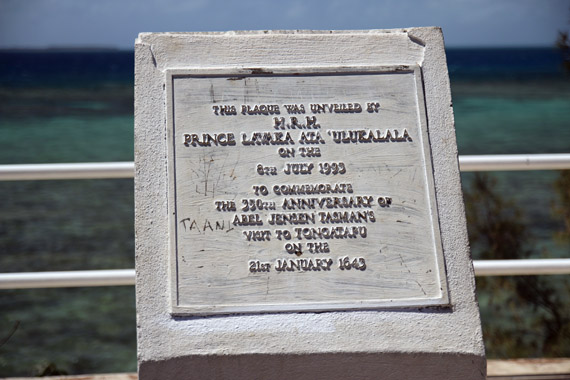 THIS PLAQUE WAS UNVEILED BY
H.R.H.
PRINCE LAVAKA ATA 'ULUKALALA
ON THE
6TH JULY 1993
TO COMMEMORATE
THE 350TH ANNIVERSARY OF
ABEL JENSEN TASMAN'S
VISIT TO TONGATAPU
ON THE
21ST JANUARY 1643
TAANI